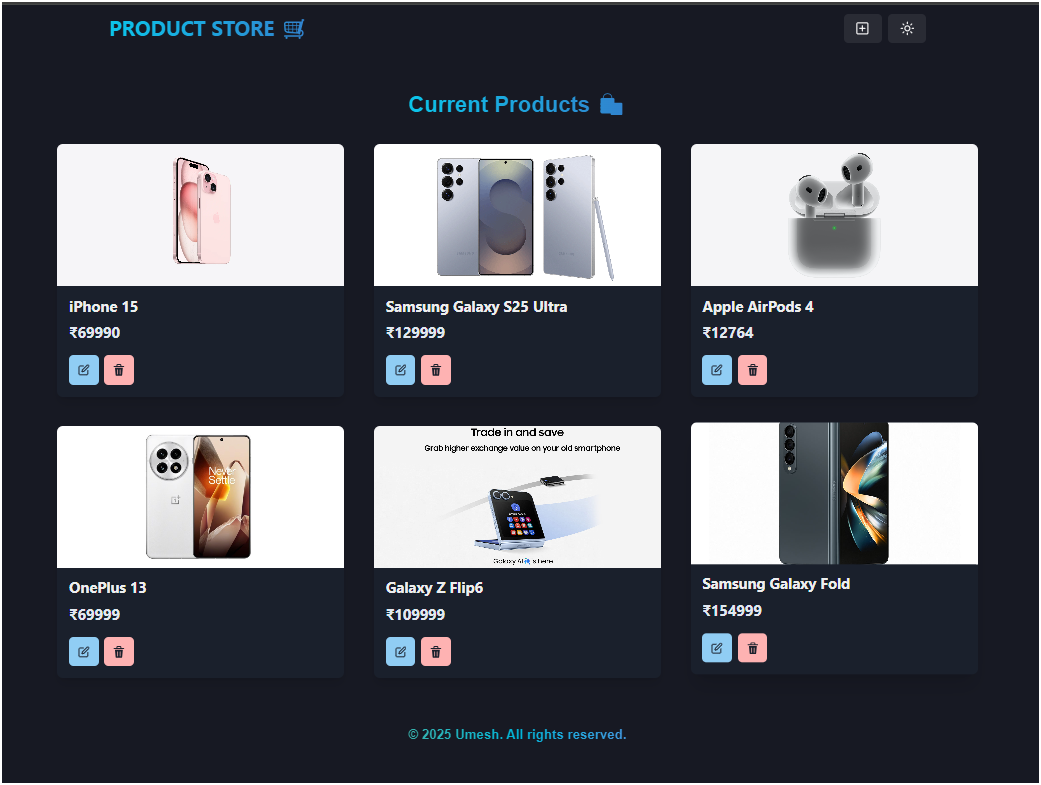 PRODUCT STORE
Current Products
iPhone 15
₹69990
Samsung Galaxy S25 Ultra
₹129999
Apple AirPods 4
₹12764
Never
Settle
OnePlus 13
₹69999
Trade in and save
Grab higher exchange value on your old smartphone
Galaxy AI is here
Galaxy Z Flip6
₹109999
Samsung Galaxy Fold
₹154999
© 2025 Umesh. All rights reserved.